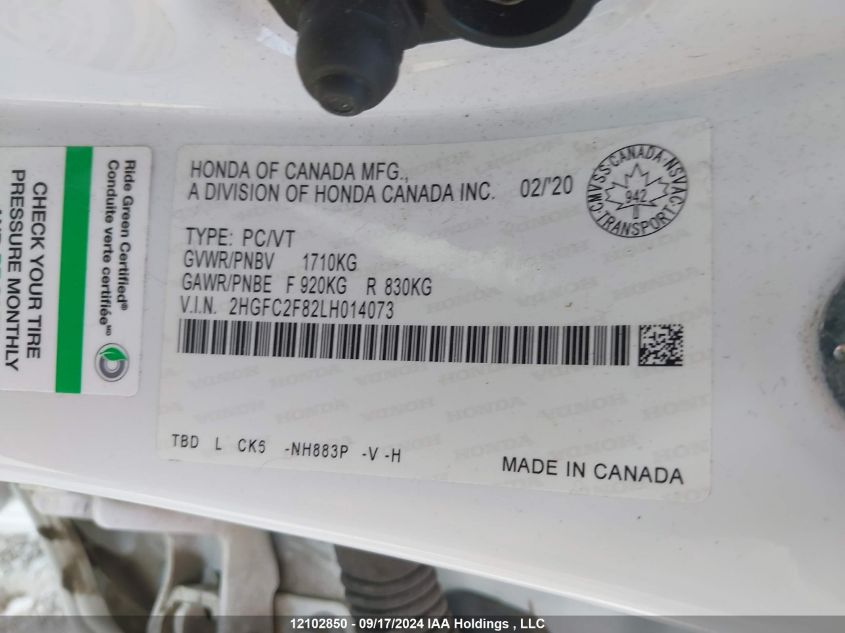 HONDA OF CANADA MFG.,
A DIVISION OF HONDA CANADA INC. 02/'20
CMVSS-CANADA-NSVAC
942
TRANSPORT
TYPE: PC/VT
GVWR/PNBV 1710KG
GAWR/PNBE F 920KG R 830KG
V.I.N. 2HGFC2F82LH014073
TBD L CK5 -NH883P -V -H
MADE IN CANADA
Ride Green Certified®
Conduite verte certifiée
CHECK YOUR TIRE
PRESSURE MONTHLY
HONDA
12102850 - 09/17/2024 IAA Holdings , LLC